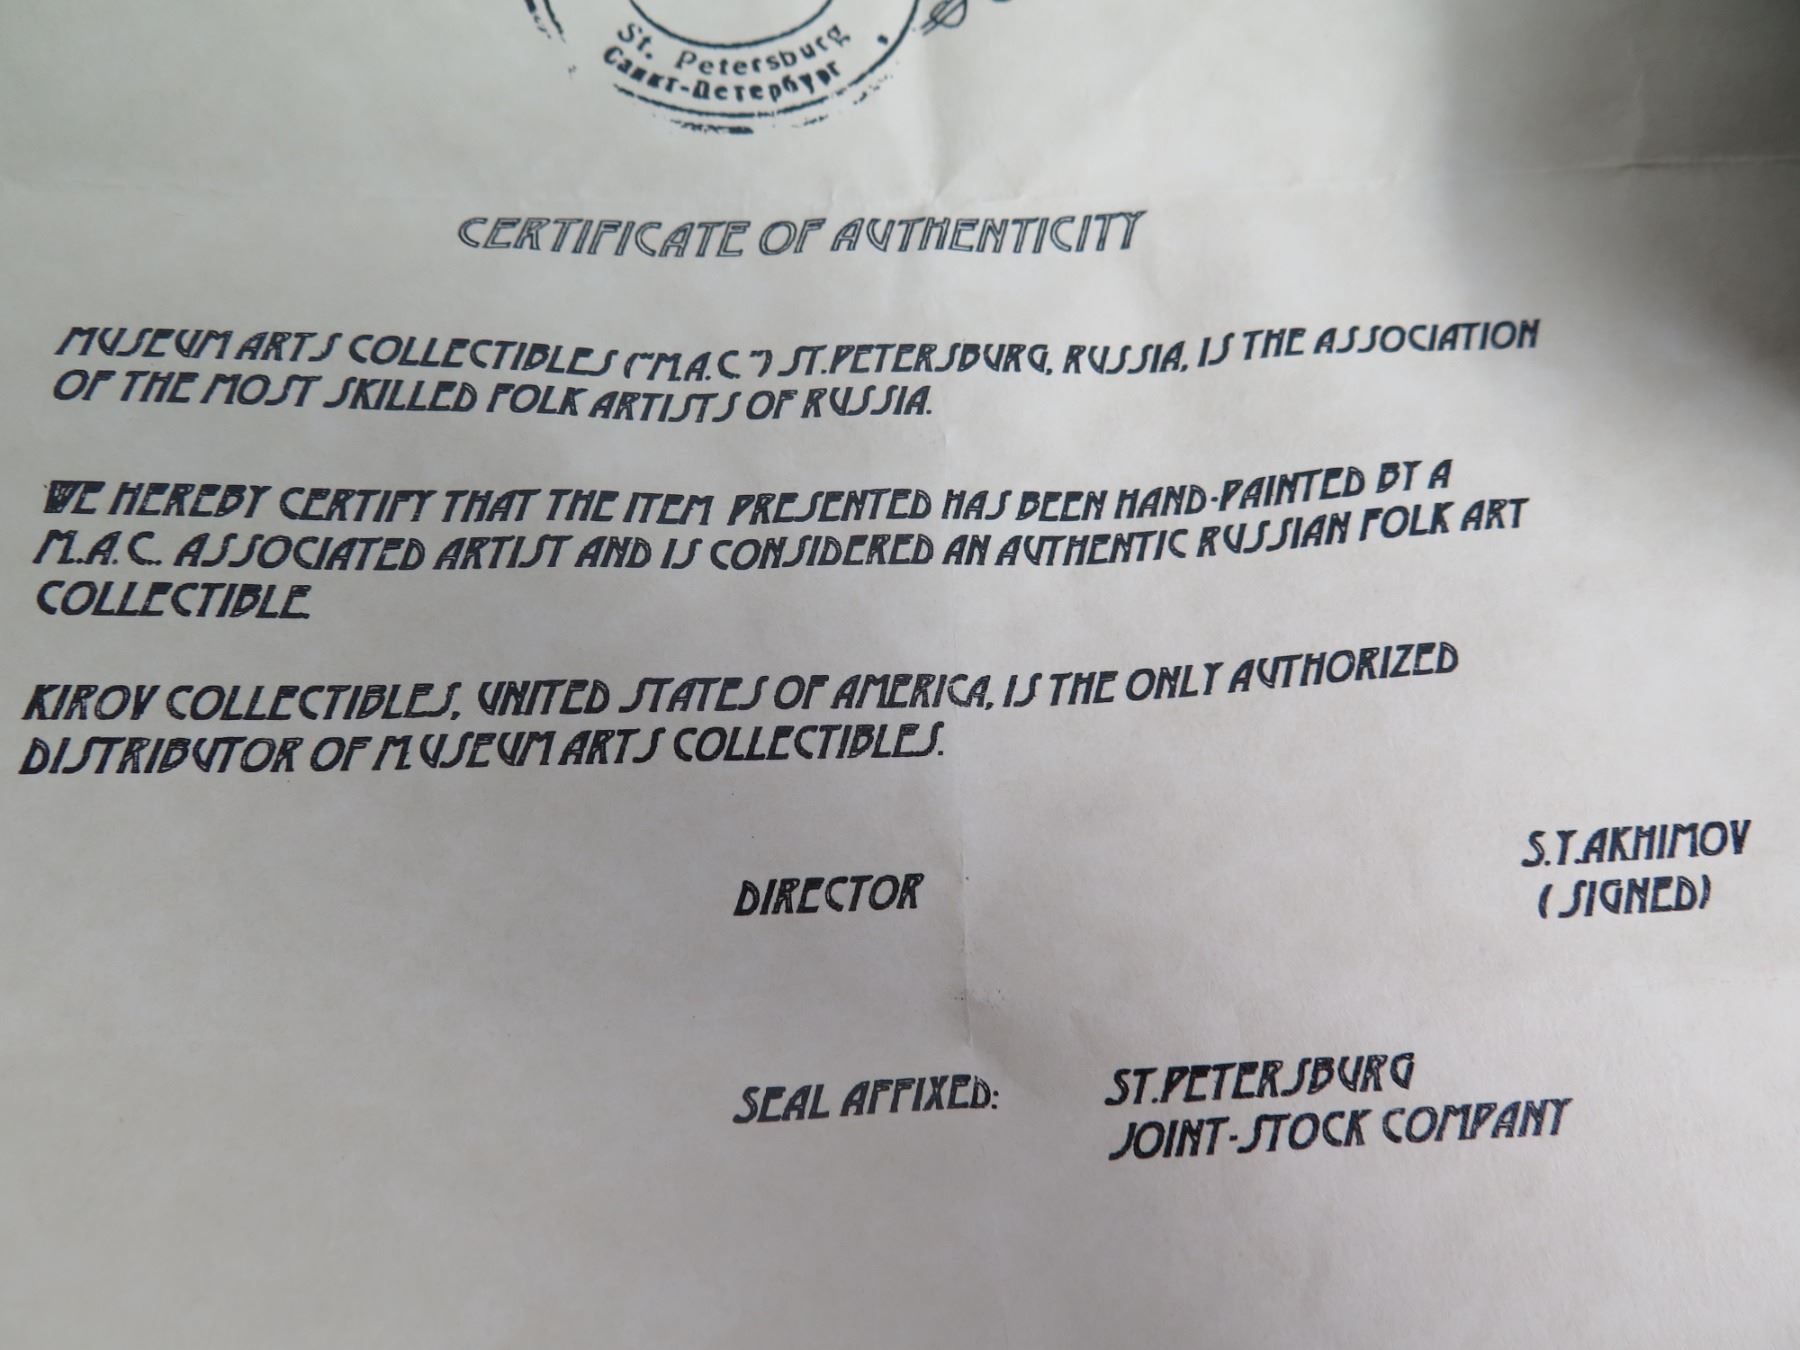 St. Petersburg
Санкт-Петербург
CERTIFICATE OF AUTHENTICITY
MUSEUM ARTS COLLECTIBLES ("M.A.C.") ST.PETERSBURG, RUSSIA, IS THE ASSOCIATION
OF THE MOST SKILLED FOLK ARTISTS OF RUSSIA.
WE HEREBY CERTIFY THAT THE ITEM PRESENTED HAS BEEN HAND-PAINTED BY A
M.A.C. ASSOCIATED ARTIST AND IS CONSIDERED AN AUTHENTIC RUSSIAN FOLK ART
COLLECTIBLE.
KIROV COLLECTIBLES, UNITED STATES OF AMERICA, IS THE ONLY AUTHORIZED
DISTRIBUTOR OF MUSEUM ARTS COLLECTIBLES.
S.T.AKHIMOV
DIRECTOR (SIGNED)
SEAL AFFIXED: ST.PETERSBURG
JOINT-STOCK COMPANY